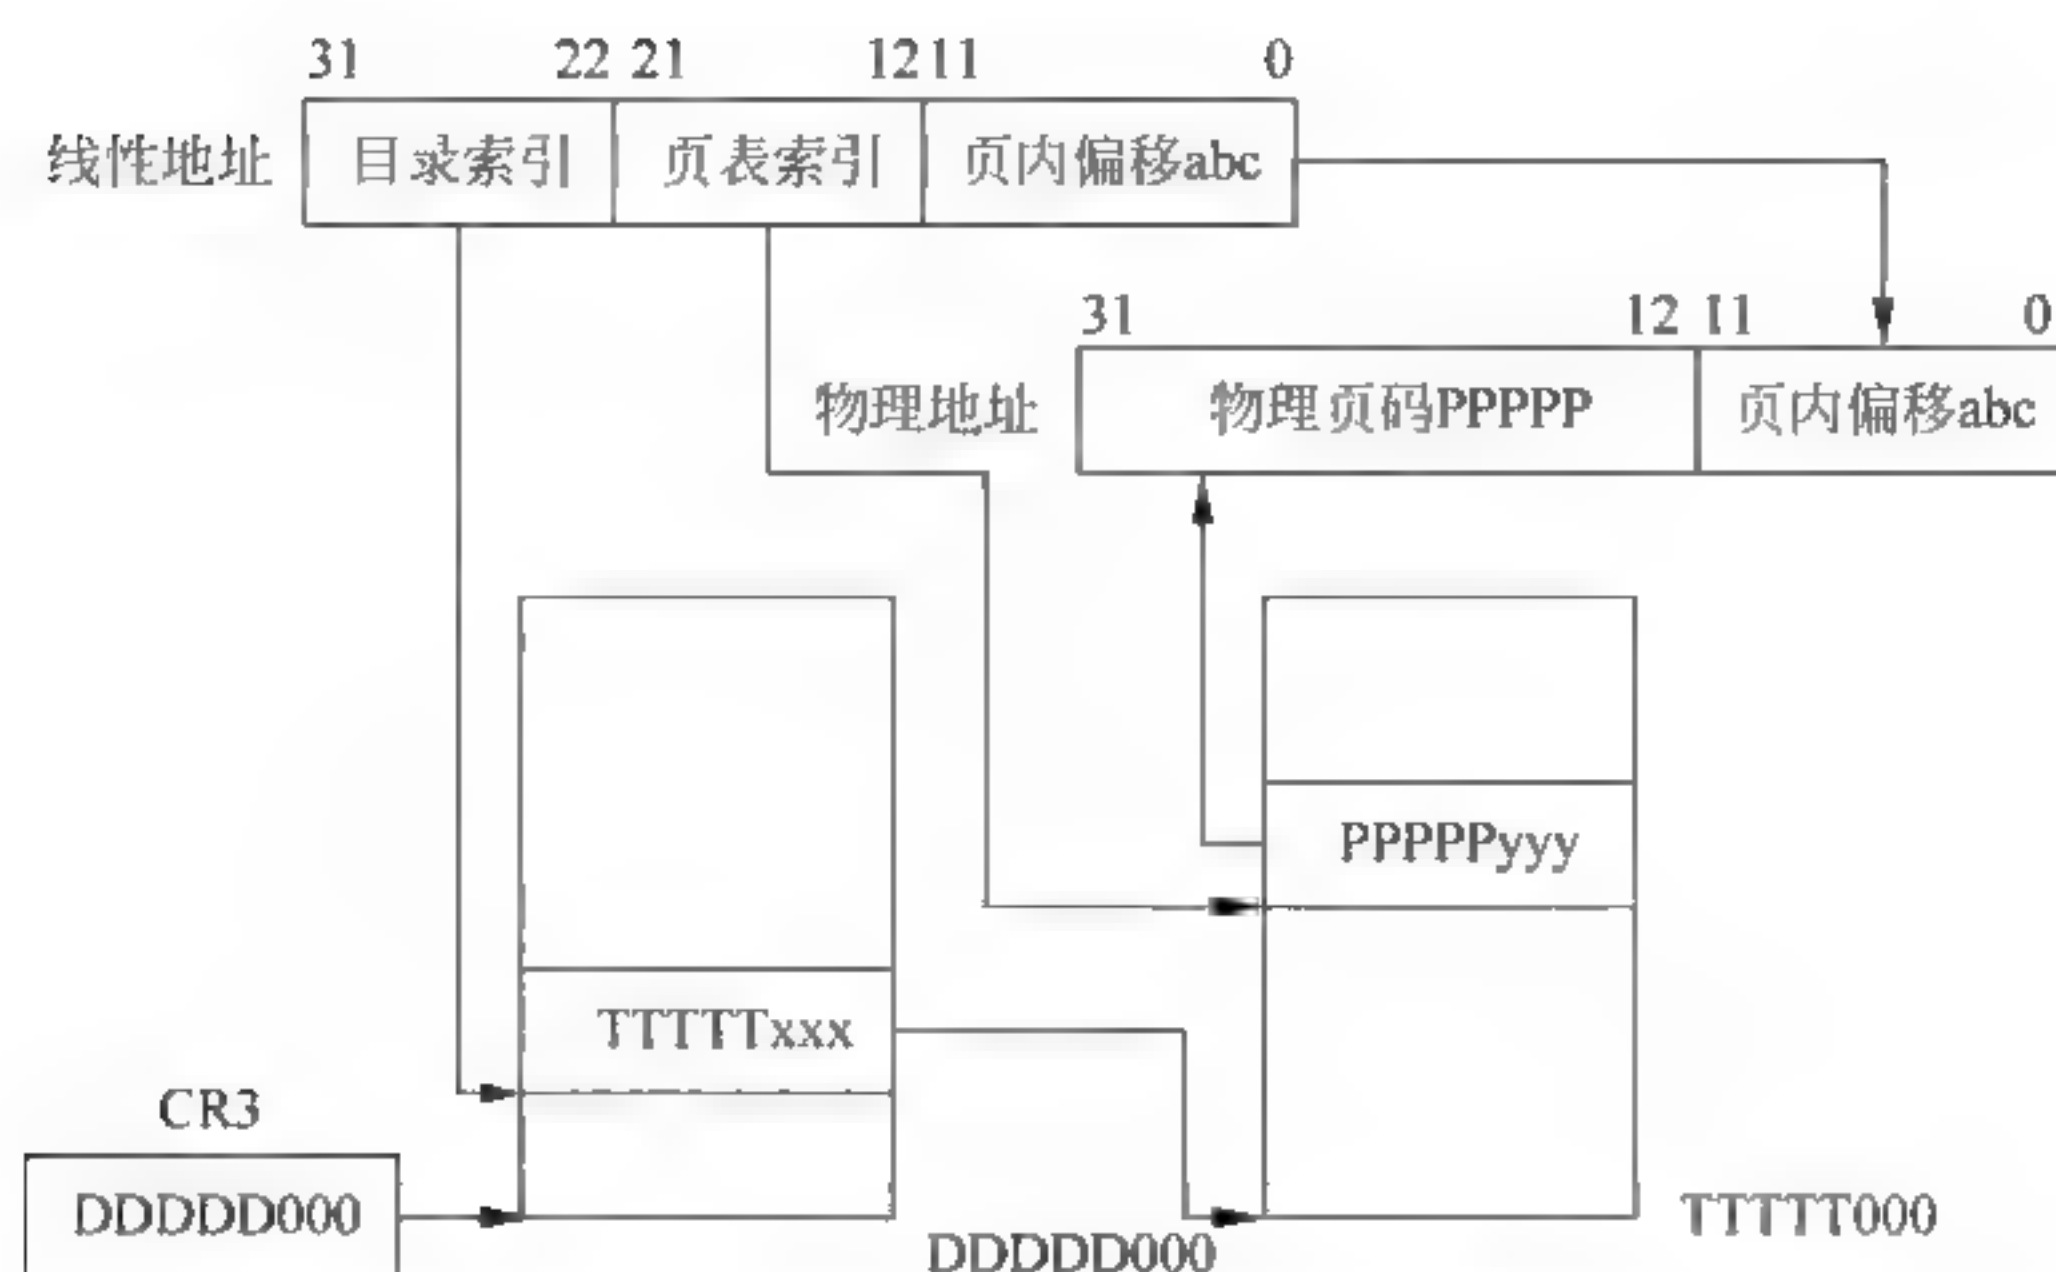 31 22 21 12 11 0
线性地址 目录索引 页表索引 页内偏移abc
31 12 11 0
物理地址 物理页码PPPPP 页内偏移abc
PPPPPyyy
TTTTTxxx
CR3
DDDDD000
TTTTT000
DDDDD000